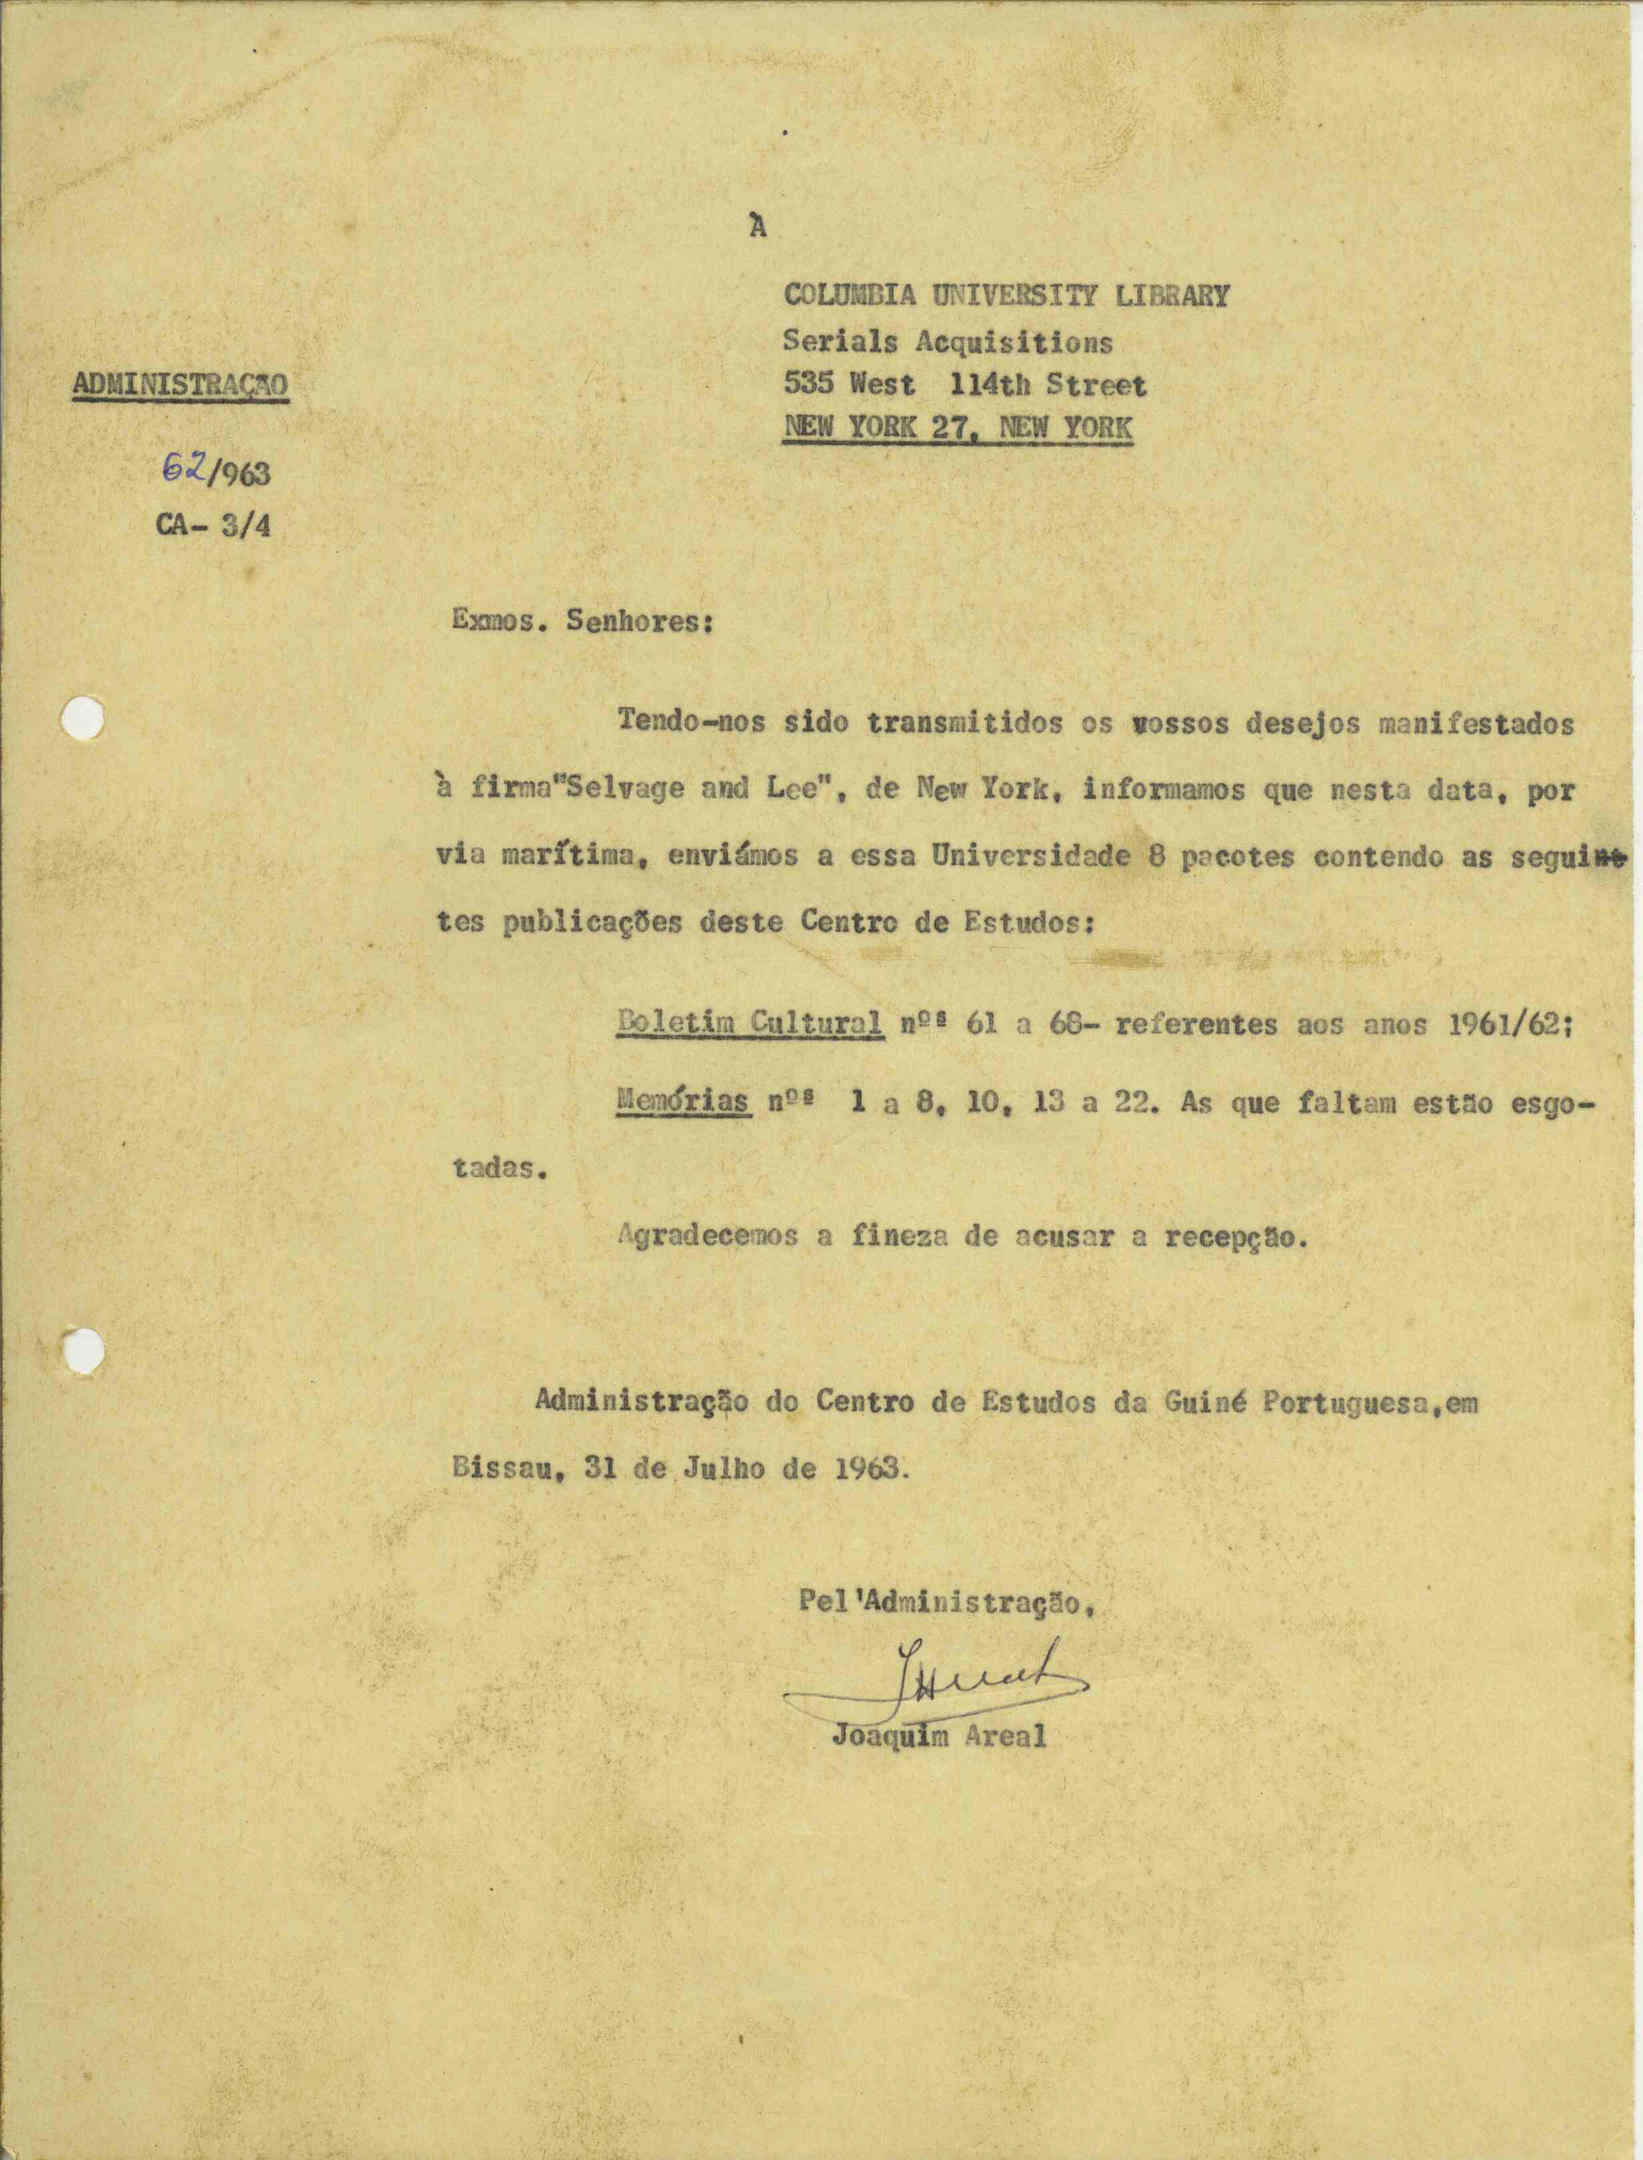 À
COLUMBIA UNIVERSITY LIBRARY
Serials Acquisitions
535 West 114th Street
NEW YORK 27, NEW YORK
ADMINISTRAÇÃO
62/963
CA- 3/4
Exmos. Senhores:
Tendo-nos sido transmitidos os vossos desejos manifestados
à firma"Selvage and Lee", de New York, informamos que nesta data, por
via marítima, enviámos a essa Universidade 8 pacotes contendo as seguin-
tes publicações deste Centro de Estudos:
Boletim Cultural nºs 61 a 68- referentes aos anos 1961/62;
Memórias nºs 1 a 8, 10, 13 a 22. As que faltam estão esgo-
tadas.
Agradecemos a fineza de acusar a recepção.
Administração do Centro de Estudos da Guiné Portuguesa,em
Bissau, 31 de Julho de 1963.
Pel'Administração,
Joaquim Areal